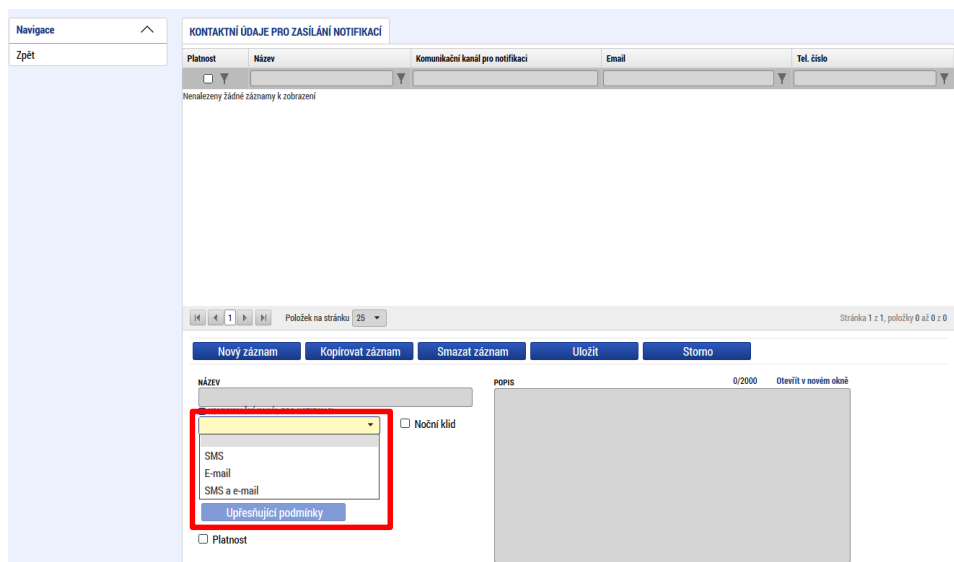 Navigace
Zpět
KONTAKTNÍ ÚDAJE PRO ZASÍLÁNÍ NOTIFIKACÍ
Platnost Název Komunikační kanál pro notifikaci Email Tel. číslo
Nenalezeny žádné záznamy k zobrazení
1 Položek na stránku 25 Stránka 1 z 1, položky 0 až 0 z 0
Nový záznam Kopírovat záznam Smazat záznam Uložit Storno
NÁZEV POPIS 0/2000 Otevřít v novém okně
Noční klid
SMS
E-mail
SMS a e-mail
Upřesňující podmínky
Platnost